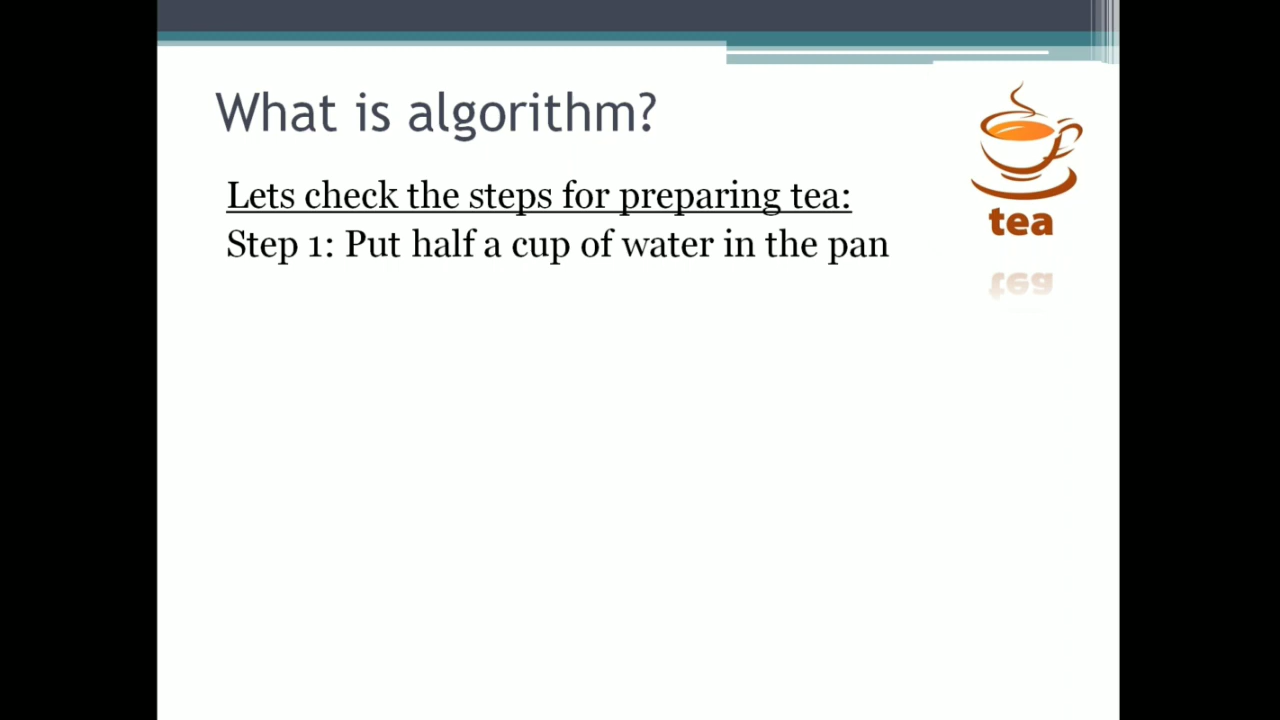 What is algorithm?
Lets check the steps for preparing tea:
Step 1: Put half a cup of water in the pan
tea